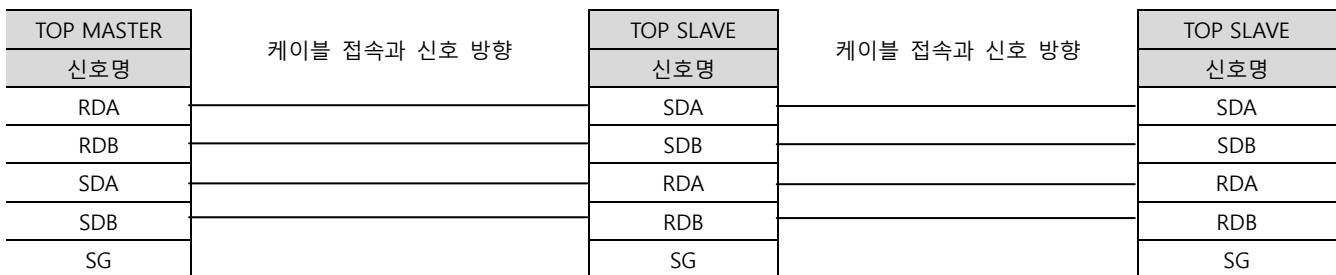 TOP MASTER 케이블 접속과 신호 방향 TOP SLAVE 케이블 접속과 신호 방향 TOP SLAVE
신호명 신호명 신호명
RDA SDA SDA
RDB SDB SDB
SDA RDA RDA
SDB RDB RDB
SG SG SG